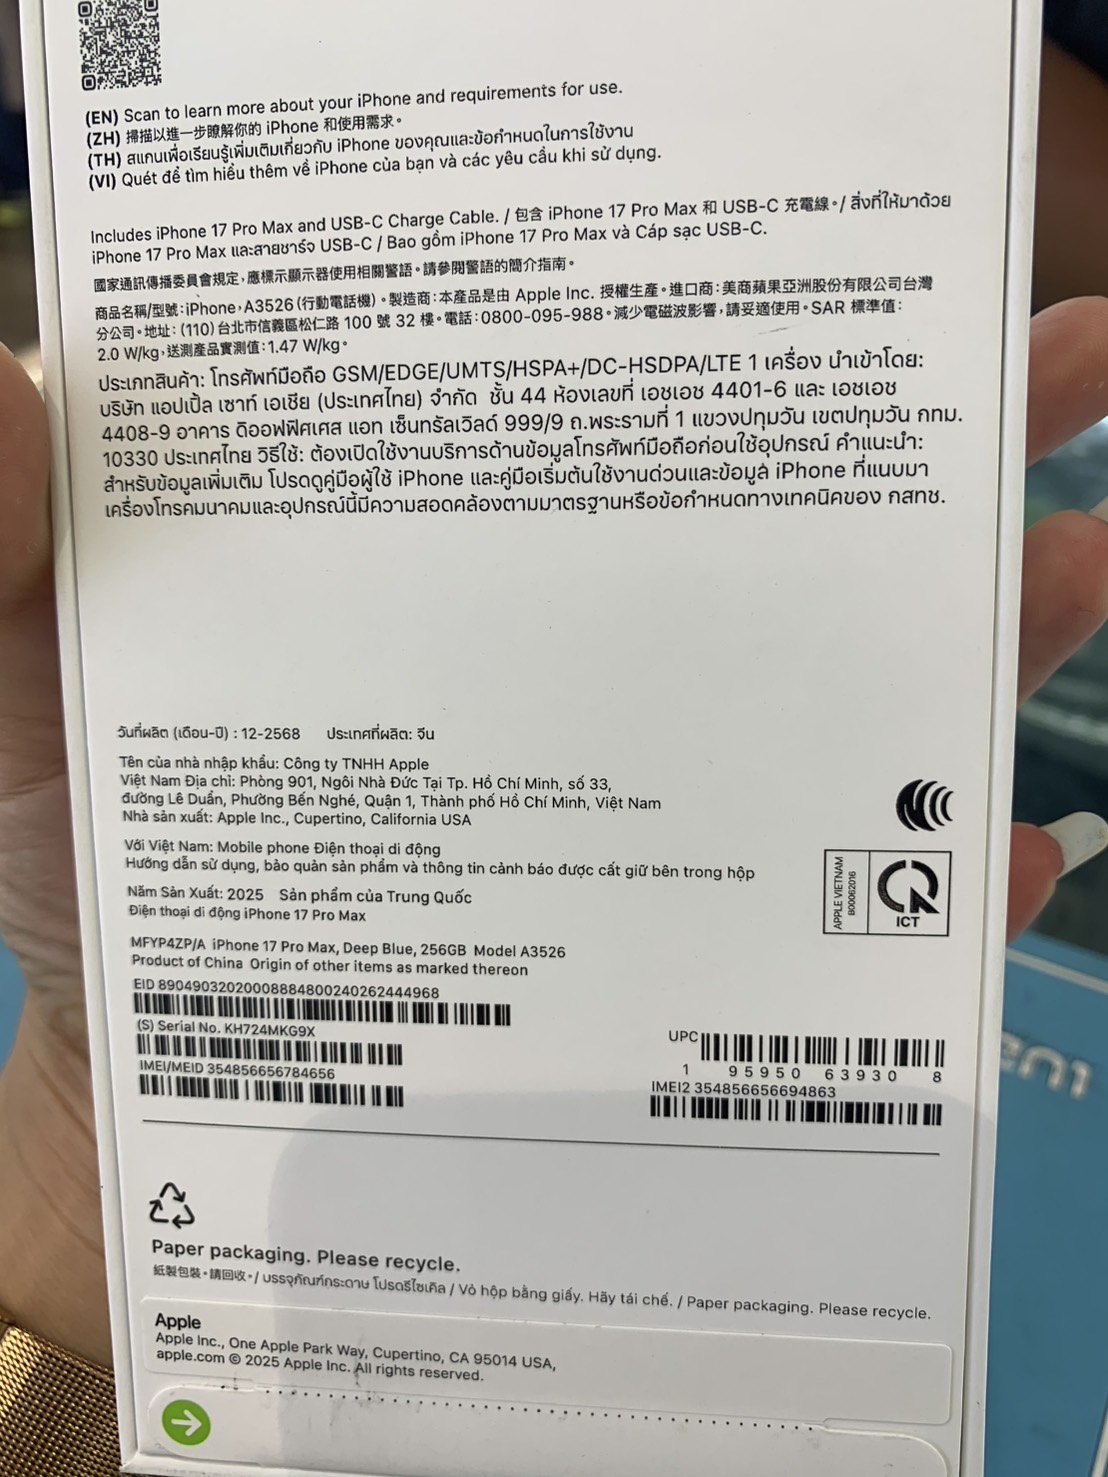 (EN) Scan to learn more about your iPhone and requirements for use.
(ZH) 掃描以進一步瞭解你的 iPhone 和使用需求。
(TH) สแกนเพื่อเรียนรู้เพิ่มเติมเกี่ยวกับ iPhone ของคุณและข้อกำหนดในการใช้งาน
(VI) Quét để tìm hiểu thêm về iPhone của bạn và các yêu cầu khi sử dụng.
Includes iPhone 17 Pro Max and USB-C Charge Cable. / 包含 iPhone 17 Pro Max 和 USB-C 充電線。/ สิ่งที่ให้มาด้วย
iPhone 17 Pro Max และสายชาร์จ USB-C / Bao gồm iPhone 17 Pro Max và Cáp sạc USB-C.
國家通訊傳播委員會規定，應標示顯示器使用相關警語。請參閱警語的簡介指南。
商品名稱/型號：iPhone，A3526（行動電話機）。製造商：本產品是由 Apple Inc. 授權生產。進口商：美商蘋果亞洲股份有限公司台灣
分公司。地址：（110）台北市信義區松仁路 100 號 32 樓。電話：0800-095-988。減少電磁波影響，請妥適使用。SAR 標準值：
2.0 W/kg，送測產品實測值：1.47 W/kg。
ประเภทสินค้า: โทรศัพท์มือถือ GSM/EDGE/UMTS/HSPA+/DC-HSDPA/LTE 1 เครื่อง นำเข้าโดย:
บริษัท แอปเปิ้ล เซาท์ เอเชีย (ประเทศไทย) จำกัด ชั้น 44 ห้องเลขที่ เอชเอช 4401-6 และ เอชเอช
4408-9 อาคาร ดิออฟฟิศเศส แอท เซ็นทรัลเวิลด์ 999/9 ถ.พระรามที่ 1 แขวงปทุมวัน เขตปทุมวัน กทม.
10330 ประเทศไทย วิธีใช้: ต้องเปิดใช้งานบริการด้านข้อมูลโทรศัพท์มือถือก่อนใช้อุปกรณ์ คำแนะนำ:
สำหรับข้อมูลเพิ่มเติม โปรดดูคู่มือผู้ใช้ iPhone และคู่มือเริ่มต้นใช้งานด่วนและข้อมูล iPhone ที่แนบมา
เครื่องโทรคมนาคมและอุปกรณ์นี้มีความสอดคล้องตามมาตรฐานหรือข้อกำหนดทางเทคนิคของ กสทช.
วันที่ผลิต (เดือน-ปี) : 12-2568 ประเทศที่ผลิต: จีน
Tên của nhà nhập khẩu: Công ty TNHH Apple
Việt Nam Địa chỉ: Phòng 901, Ngôi Nhà Đức Tại Tp. Hồ Chí Minh, số 33,
đường Lê Duẩn, Phường Bến Nghé, Quận 1, Thành phố Hồ Chí Minh, Việt Nam
Nhà sản xuất: Apple Inc., Cupertino, California USA
Với Việt Nam: Mobile phone Điện thoại di động
Hướng dẫn sử dụng, bảo quản sản phẩm và thông tin cảnh báo được cất giữ bên trong hộp
Năm Sản Xuất: 2025 Sản phẩm của Trung Quốc
Điện thoại di động iPhone 17 Pro Max
APPLE VIETNAM
B00062016
ICT
MFYP4ZP/A iPhone 17 Pro Max, Deep Blue, 256GB Model A3526
Product of China Origin of other items as marked thereon
EID 89049032020008884800240262444968
(S) Serial No. KH724MKG9X
IMEI/MEID 354856656784656
UPC
1 95950 63930 8
IMEI2 354856656694863
Paper packaging. Please recycle.
紙製包裝。請回收。/ บรรจุภัณฑ์กระดาษ โปรดรีไซเคิล / Vỏ hộp bằng giấy. Hãy tái chế. / Paper packaging. Please recycle.
Apple
Apple Inc., One Apple Park Way, Cupertino, CA 95014 USA,
apple.com © 2025 Apple Inc. All rights reserved.